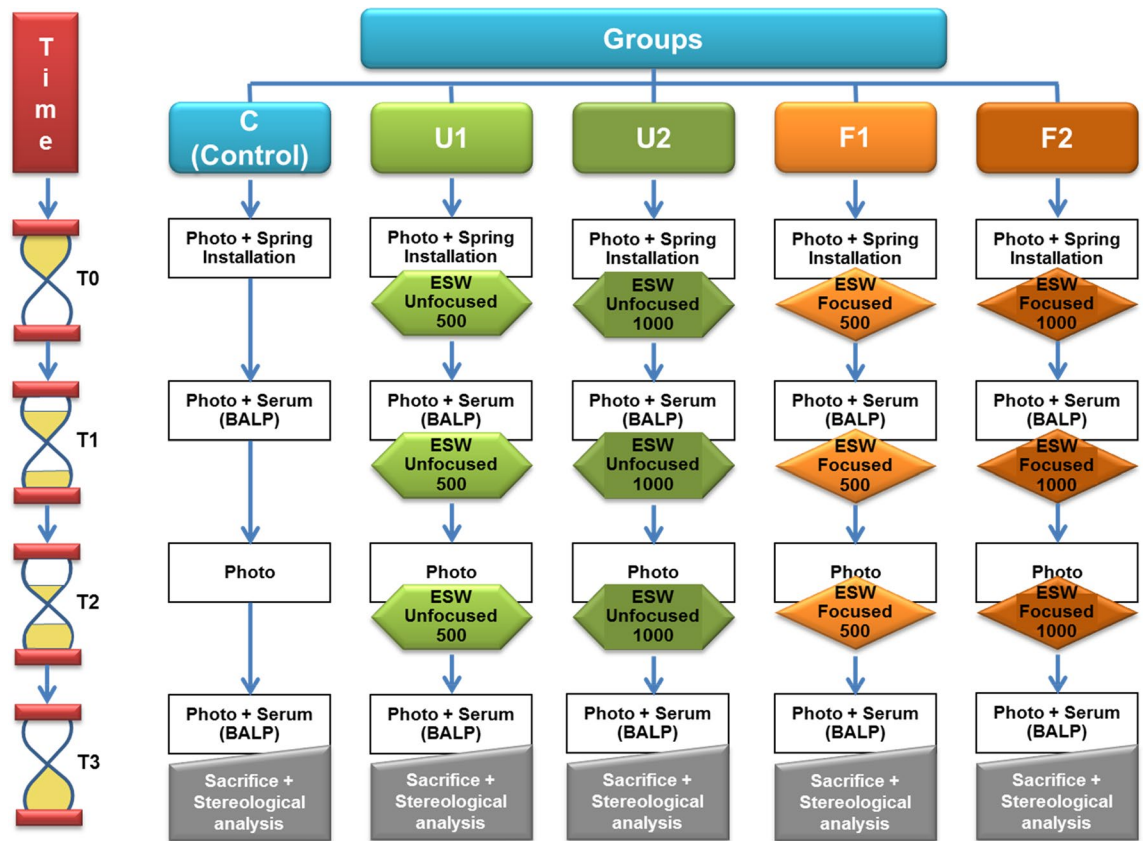 Time
Groups
C
(Control)
U1
U2
F1
F2
T0
Photo + Spring
Installation
Photo + Spring
Installation
ESW
Unfocused
500
Photo + Spring
Installation
ESW
Unfocused
1000
Photo + Spring
Installation
ESW
Focused
500
Photo + Spring
Installation
ESW
Focused
1000
T1
Photo + Serum
(BALP)
Photo + Serum
(BALP)
ESW
Unfocused
500
Photo + Serum
(BALP)
ESW
Unfocused
1000
Photo + Serum
(BALP)
ESW
Focused
500
Photo + Serum
(BALP)
ESW
Focused
1000
T2
Photo
Photo
ESW
Unfocused
500
Photo
ESW
Unfocused
1000
Photo
ESW
Focused
500
Photo
ESW
Focused
1000
T3
Photo + Serum
(BALP)
Sacrifice +
Stereological
analysis
Photo + Serum
(BALP)
Sacrifice +
Stereological
analysis
Photo + Serum
(BALP)
Sacrifice +
Stereological
analysis
Photo + Serum
(BALP)
Sacrifice +
Stereological
analysis
Photo + Serum
(BALP)
Sacrifice +
Stereological
analysis